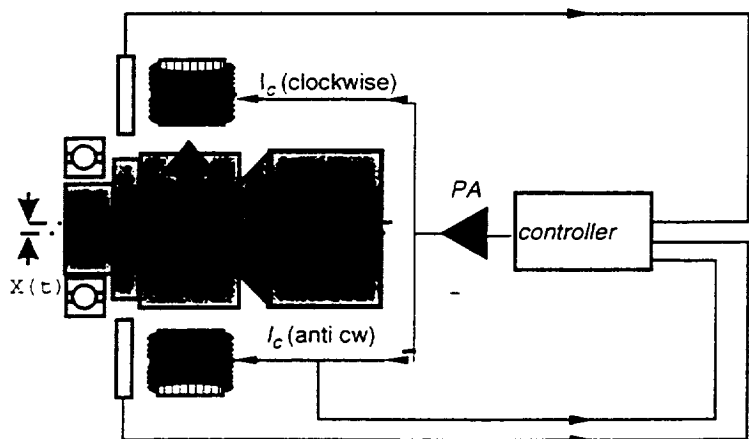 I_c (clockwise)
PA
controller
X(t)
I_c (anti cw)